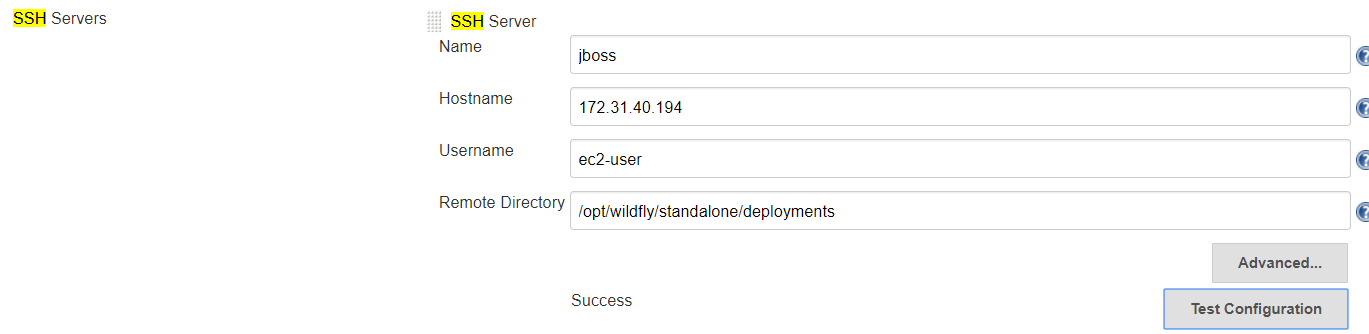 SSH Servers
SSH Server
Name
jboss
Hostname
172.31.40.194
Username
ec2-user
Remote Directory
/opt/wildfly/standalone/deployments
Advanced...
Success
Test Configuration